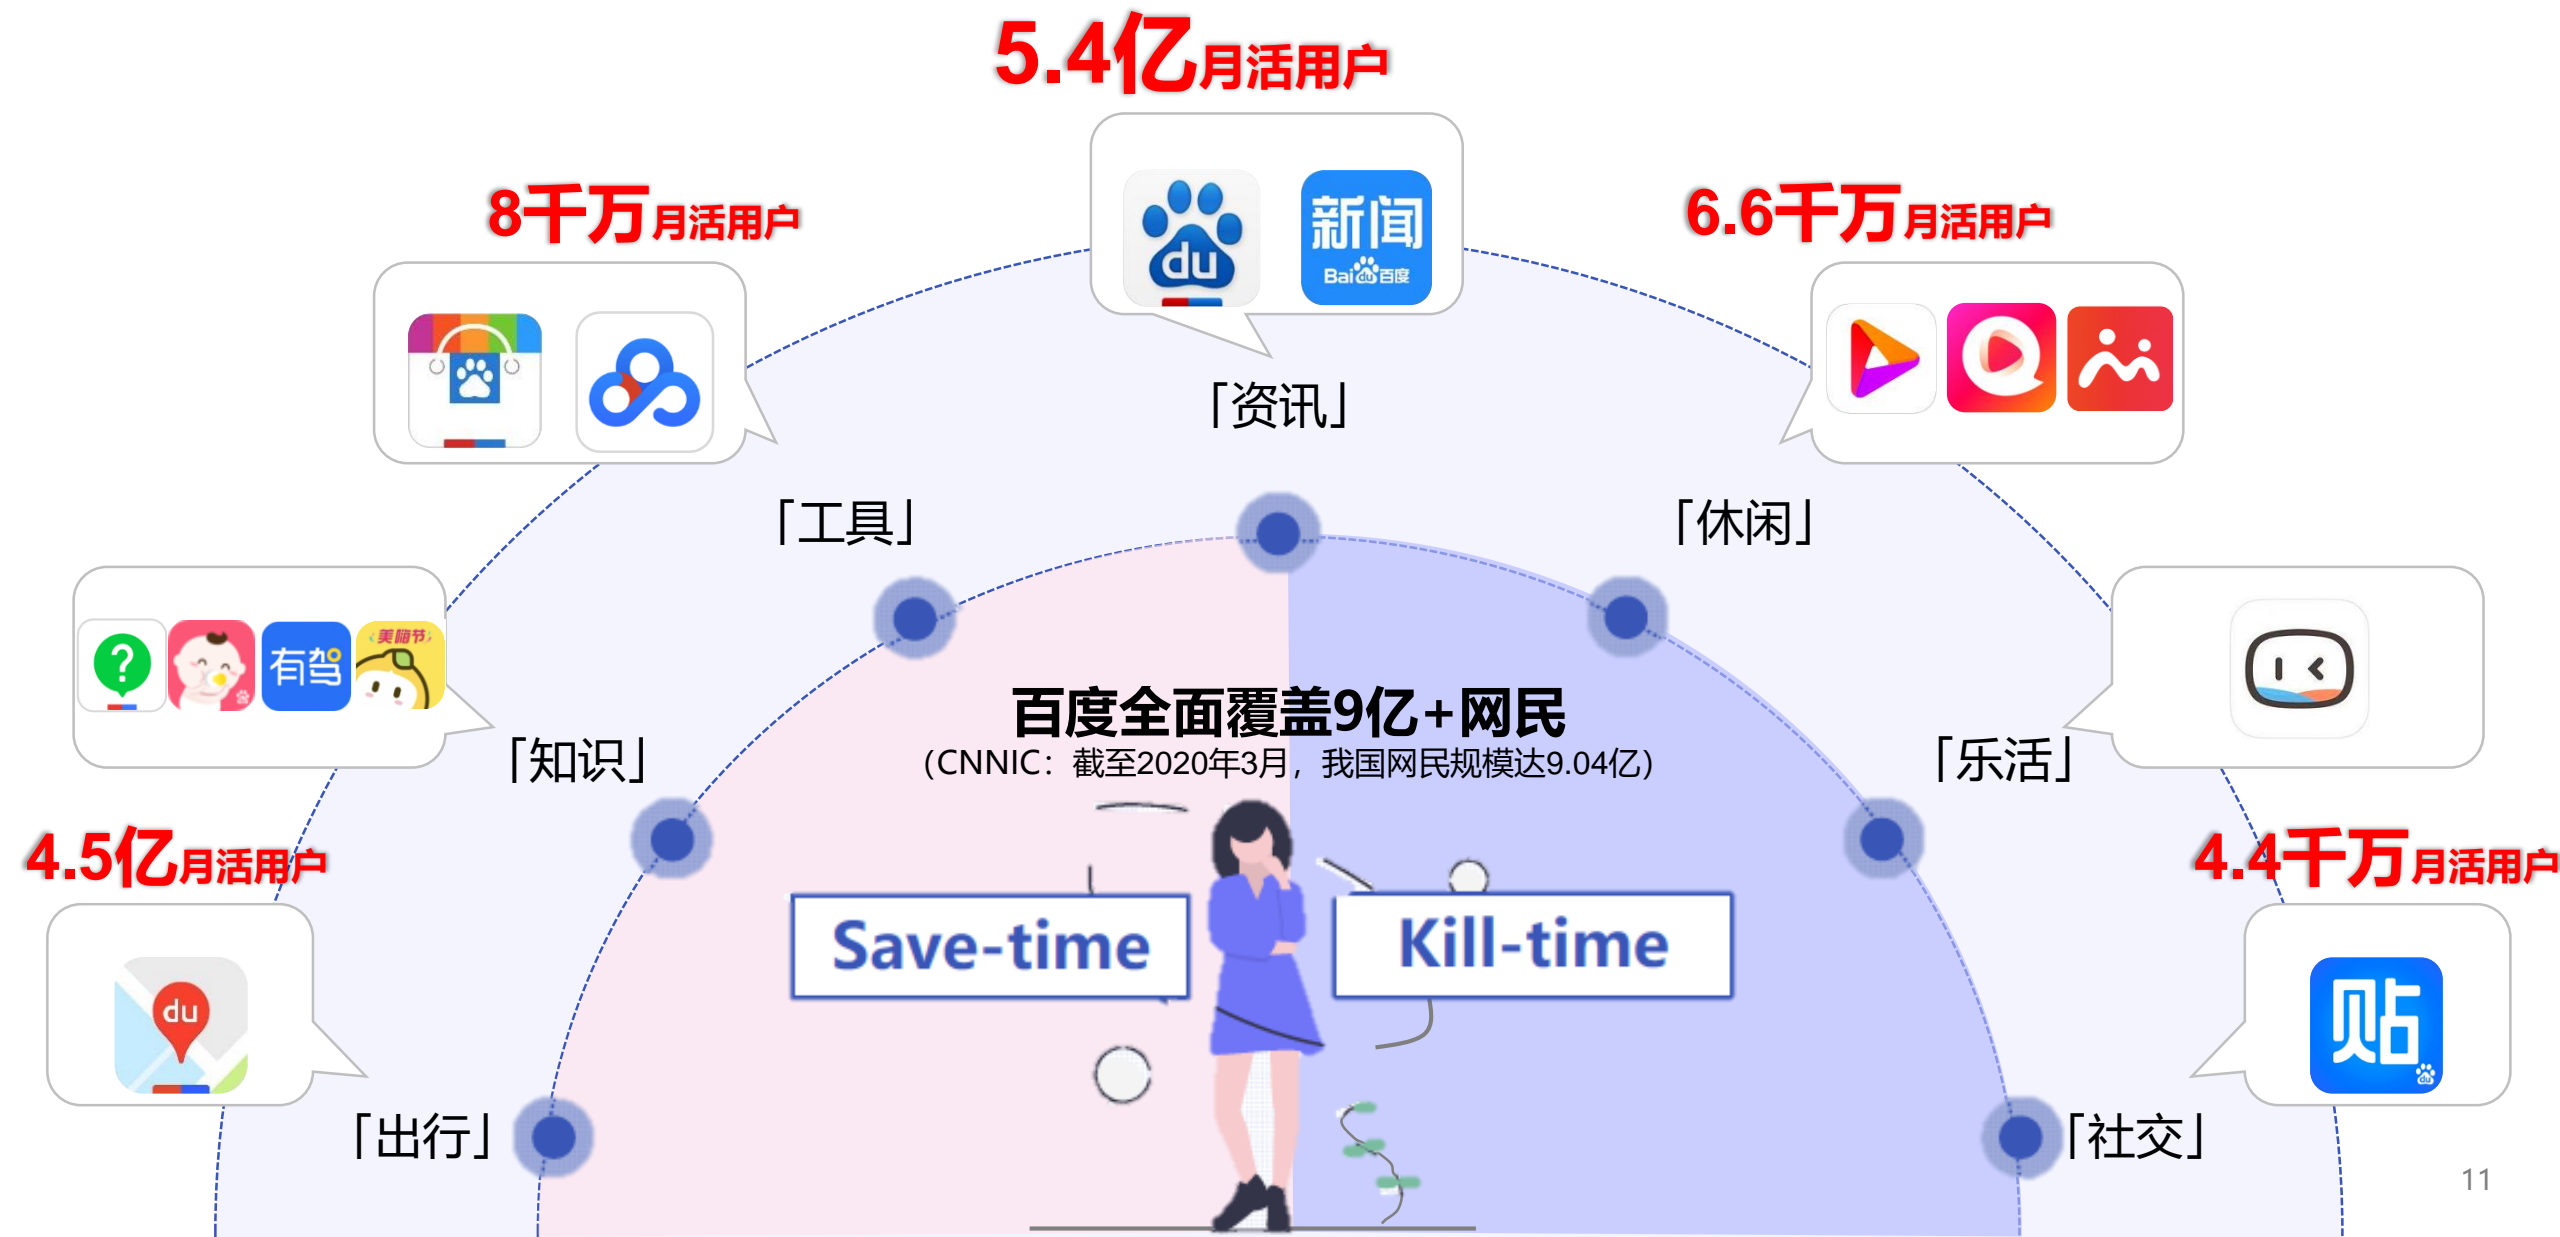 5.4亿月活用户
du
新闻
Baidu百度
8千万月活用户
6.6千万月活用户
「资讯」
「工具」
「休闲」
?
有驾
美嗨节
「知识」
「乐活」
百度全面覆盖9亿+网民
（CNNIC：截至2020年3月，我国网民规模达9.04亿）
4.5亿月活用户
4.4千万月活用户
Save-time
Kill-time
du
贴
du
「出行」
「社交」
11